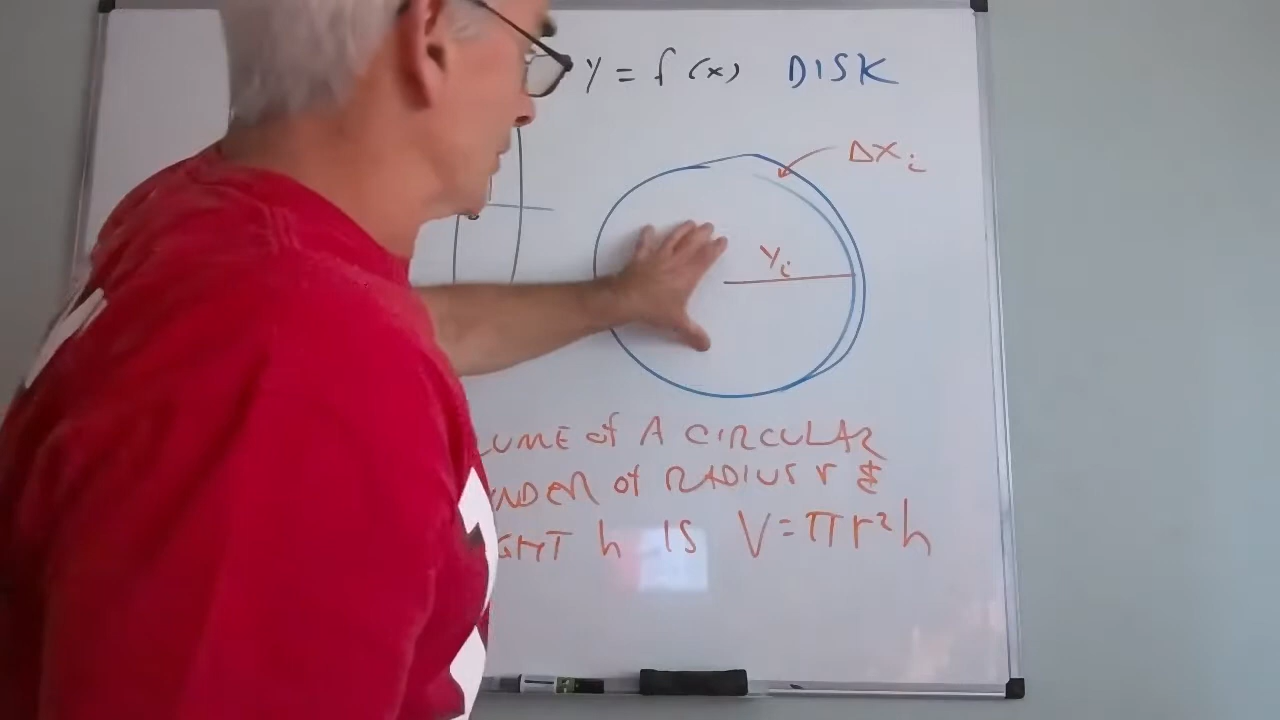 y = f(x) DISK
Δxᵢ
yᵢ
OF A CIRCULAR
OF RADIUS r &
h IS V = πr²h